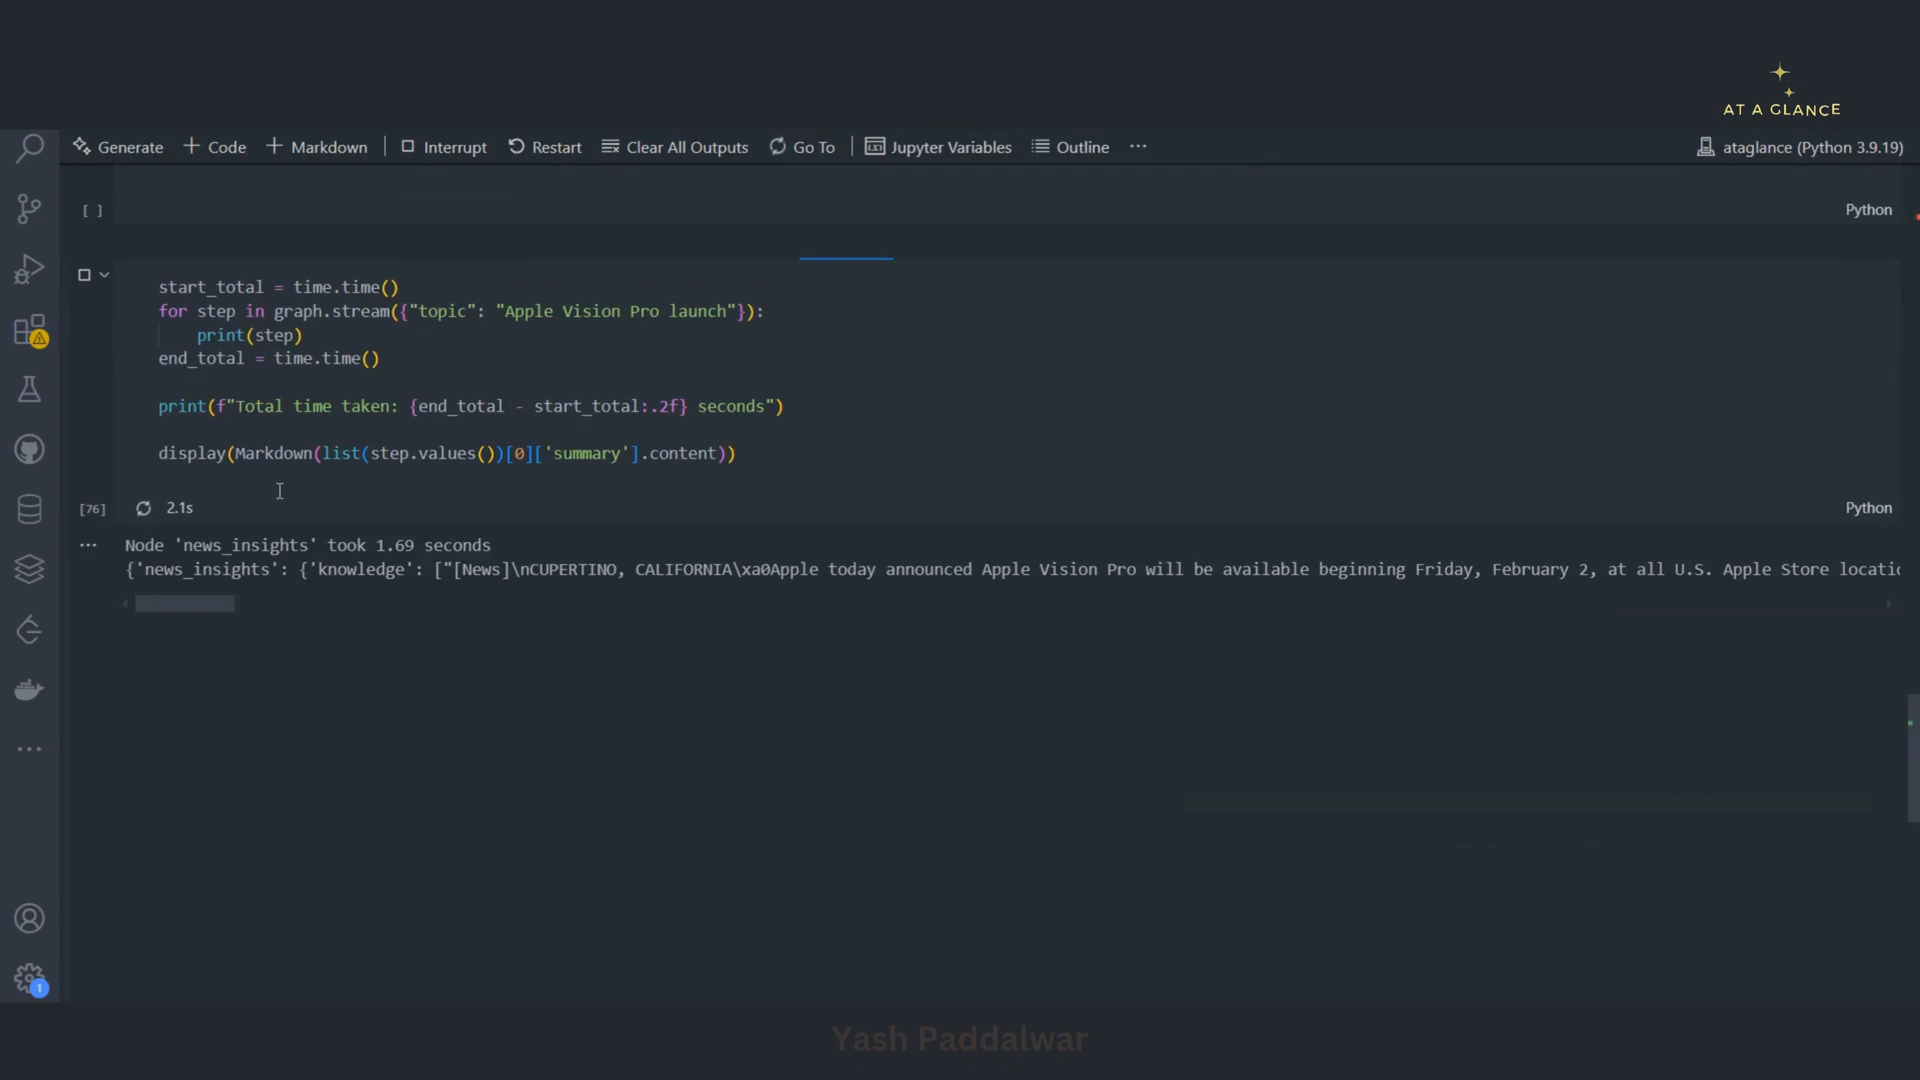 AT A GLANCE
Generate + Code + Markdown Interrupt Restart Clear All Outputs Go To Jupyter Variables Outline ... ataglance (Python 3.9.19)
[ ] Python
start_total = time.time()
for step in graph.stream({"topic": "Apple Vision Pro launch"}):
    print(step)
end_total = time.time()
print(f"Total time taken: {end_total - start_total:.2f} seconds")
display(Markdown(list(step.values())[0]['summary'].content))
[76] 2.1s Python
... Node 'news_insights' took 1.69 seconds
{'news_insights': {'knowledge': ["[News]\nCUPERTINO, CALIFORNIA\xa0Apple today announced Apple Vision Pro will be available beginning Friday, February 2, at all U.S. Apple Store locatic
1
Yash Paddalwar